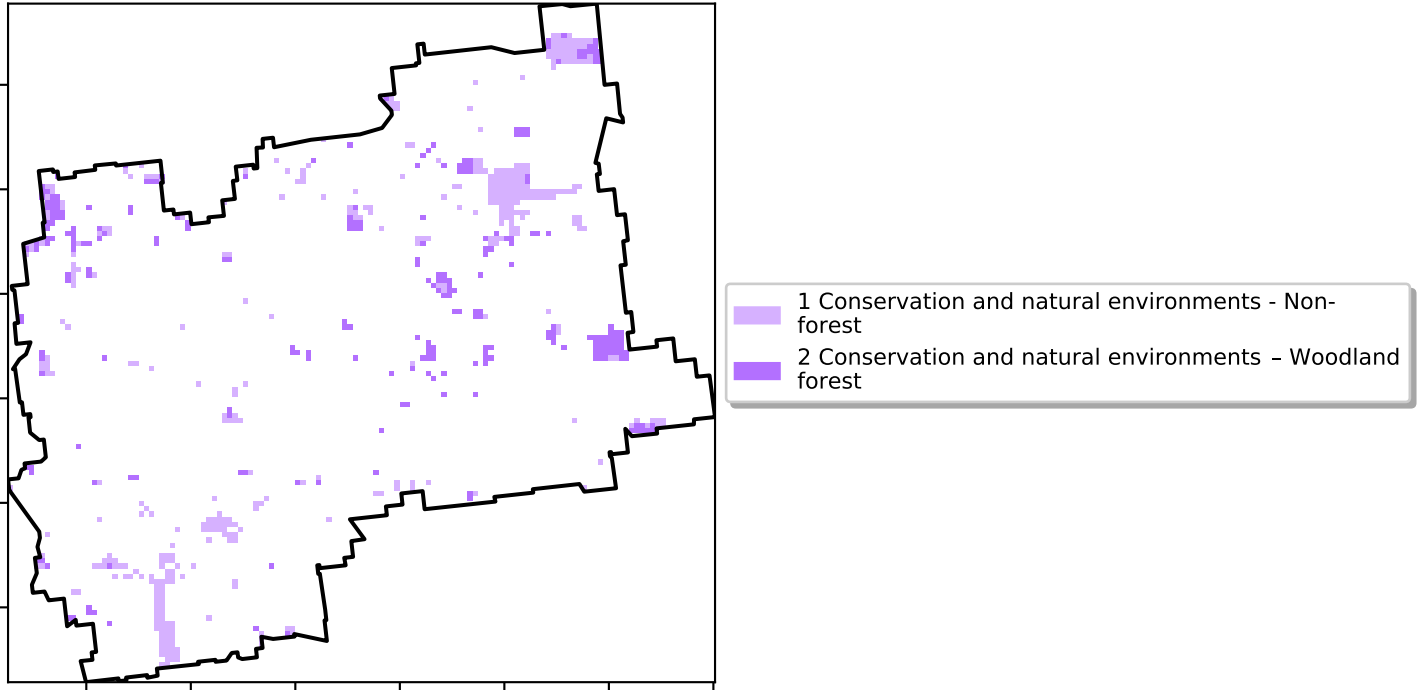 1 Conservation and natural environments - Non-
forest
2 Conservation and natural environments – Woodland
forest